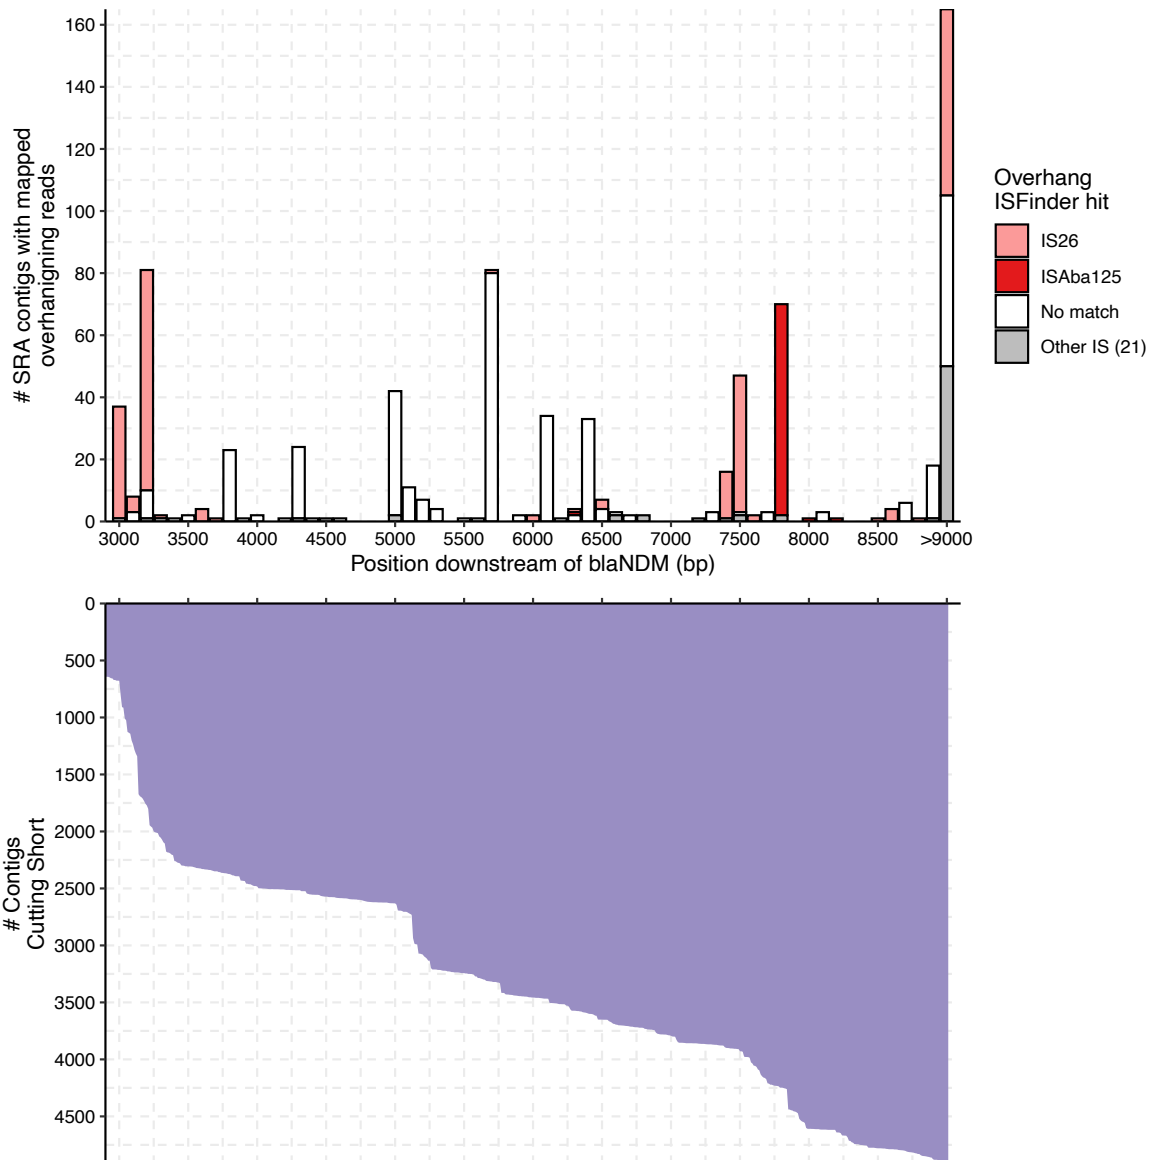 160
140
120
100
80
60
40
20
0
# SRA contigs with mapped
overhanigning reads
3000 3500 4000 4500 5000 5500 6000 6500 7000 7500 8000 8500 >9000
Position downstream of blaNDM (bp)
Overhang
ISFinder hit
IS26
ISAba125
No match
Other IS (21)
0
500
1000
1500
2000
2500
3000
3500
4000
4500
# Contigs
Cutting Short